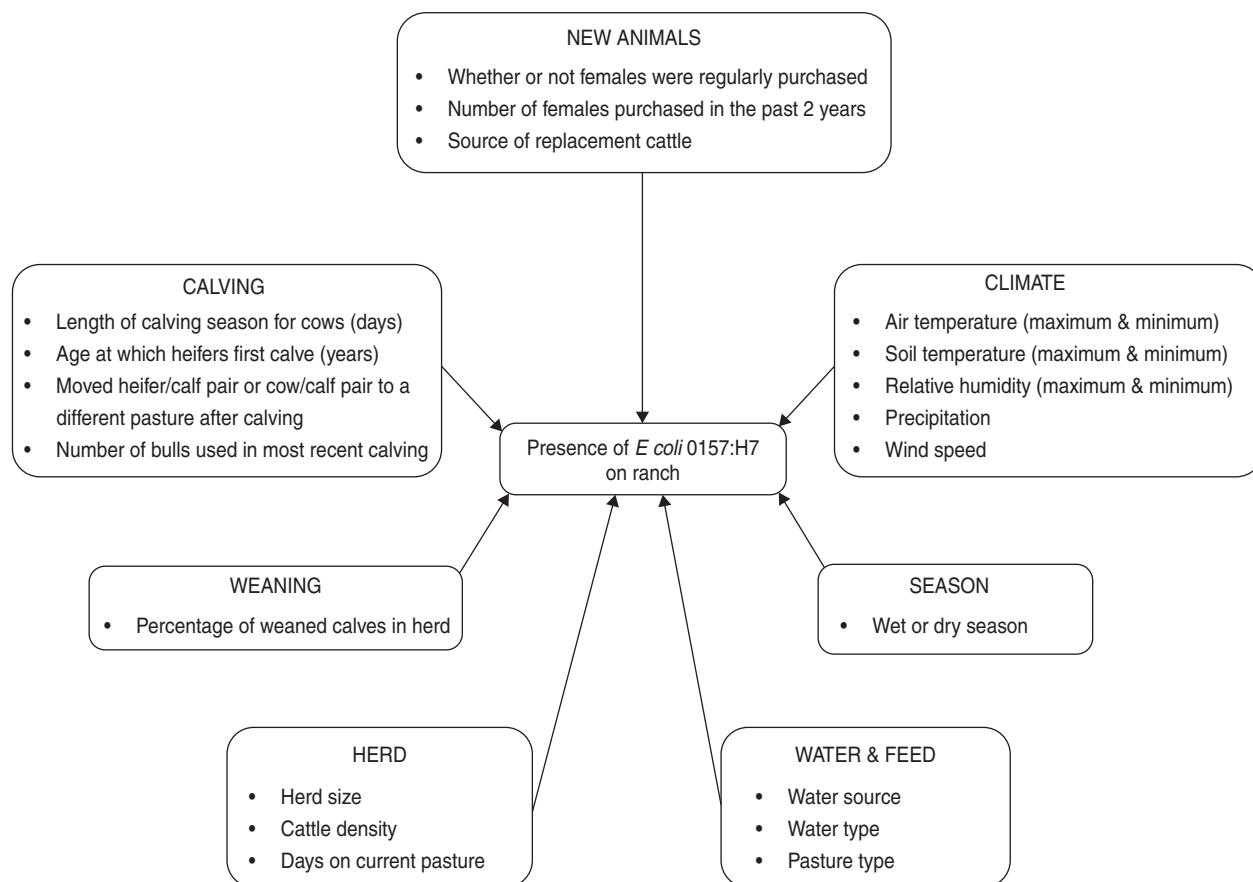 NEW ANIMALS
• Whether or not females were regularly purchased
• Number of females purchased in the past 2 years
• Source of replacement cattle
CALVING
• Length of calving season for cows (days)
• Age at which heifers first calve (years)
• Moved heifer/calf pair or cow/calf pair to a
different pasture after calving
• Number of bulls used in most recent calving
CLIMATE
• Air temperature (maximum & minimum)
• Soil temperature (maximum & minimum)
• Relative humidity (maximum & minimum)
• Precipitation
• Wind speed
Presence of E coli 0157:H7
on ranch
WEANING
• Percentage of weaned calves in herd
SEASON
• Wet or dry season
HERD
• Herd size
• Cattle density
• Days on current pasture
WATER & FEED
• Water source
• Water type
• Pasture type